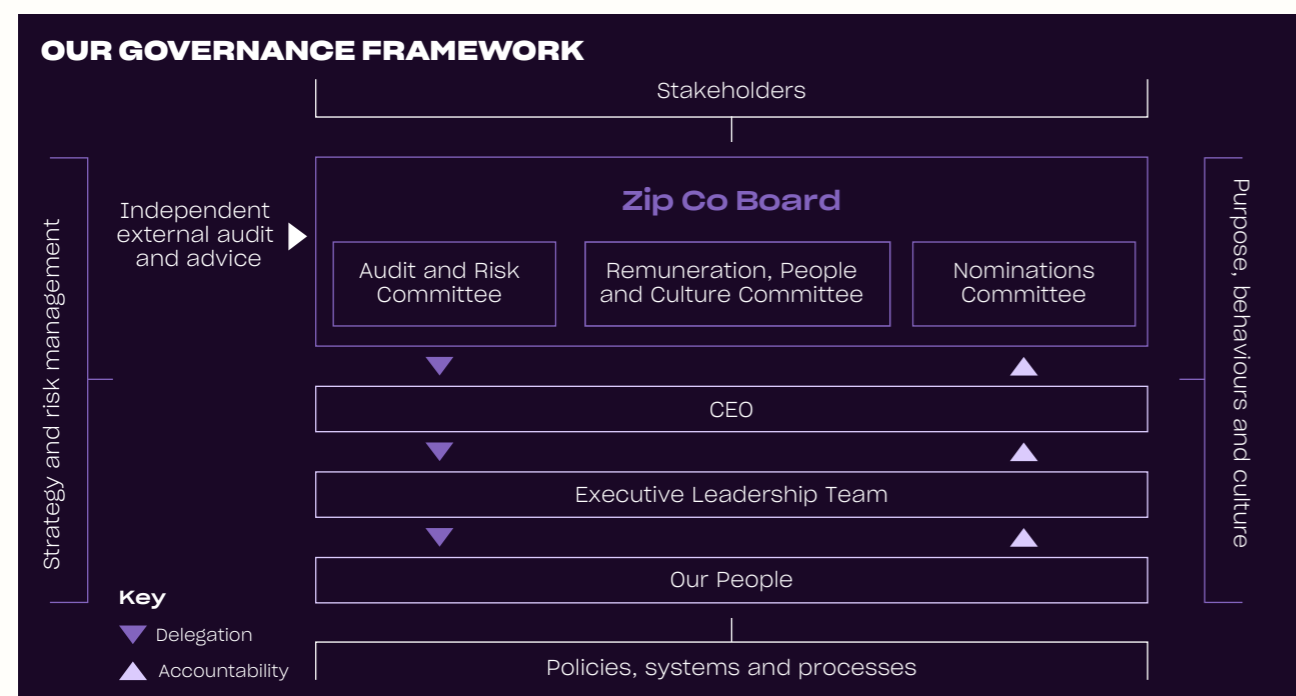 OUR GOVERNANCE FRAMEWORK
Stakeholders
Strategy and risk management
Independent
external audit
and advice
Zip Co Board
Audit and Risk
Committee
Remuneration, People
and Culture Committee
Nominations
Committee
Purpose, behaviours and culture
CEO
Executive Leadership Team
Our People
Key
Delegation
Accountability
Policies, systems and processes